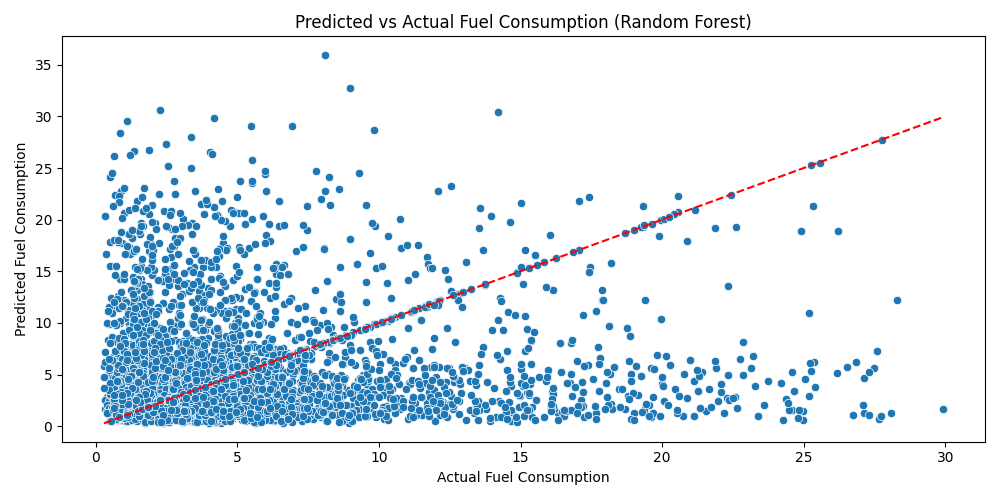 Predicted vs Actual Fuel Consumption (Random Forest)
Predicted Fuel Consumption
35
30
25
20
15
10
5
0
0 5 10 15 20 25 30
Actual Fuel Consumption